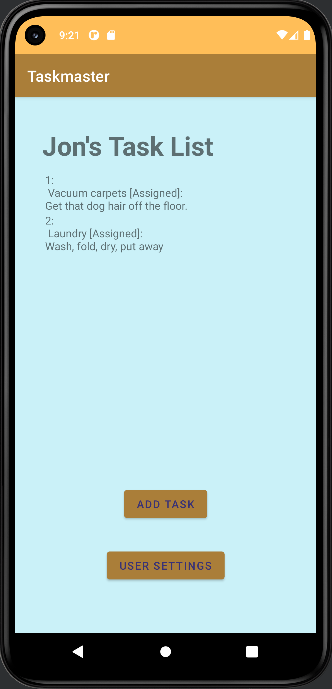 9:21
Taskmaster
Jon's Task List
1:
Vacuum carpets [Assigned]:
Get that dog hair off the floor.
2:
Laundry [Assigned]:
Wash, fold, dry, put away
ADD TASK
USER SETTINGS